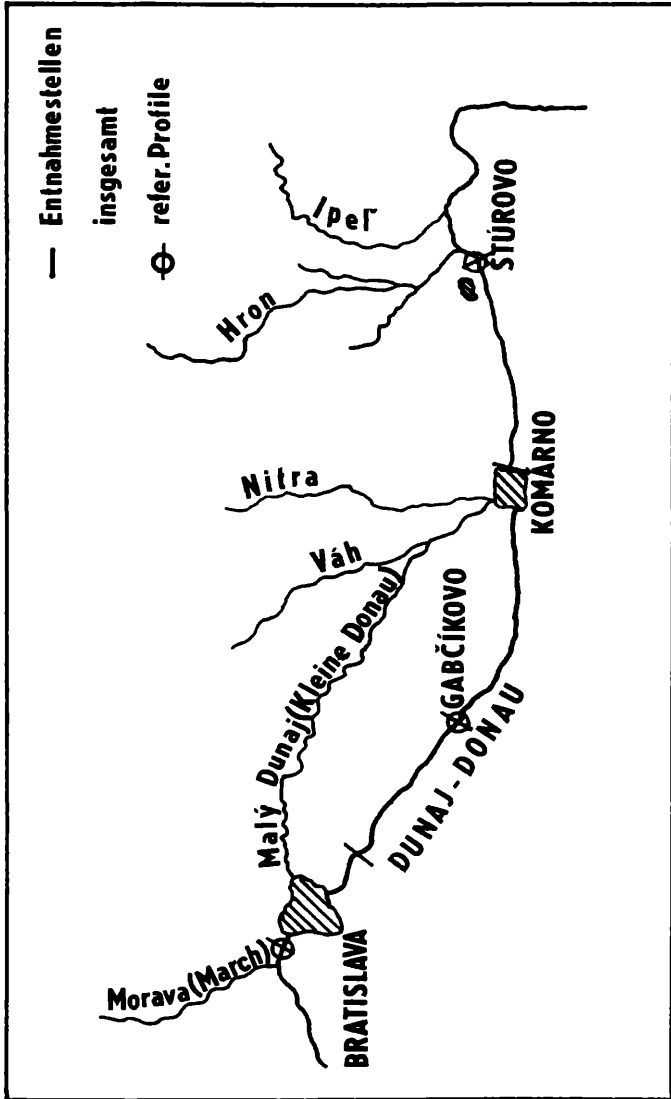 Entnahmestellen
insgesamt
refer. Profile
Ipeľ
Hron
Nitra
Váh
Malý Dunaj (Kleine Donau)
Morava (March)
BRATISLAVA
GABČÍKOVO
DUNAJ - DONAU
KOMÁRNO
ŠTÚROVO